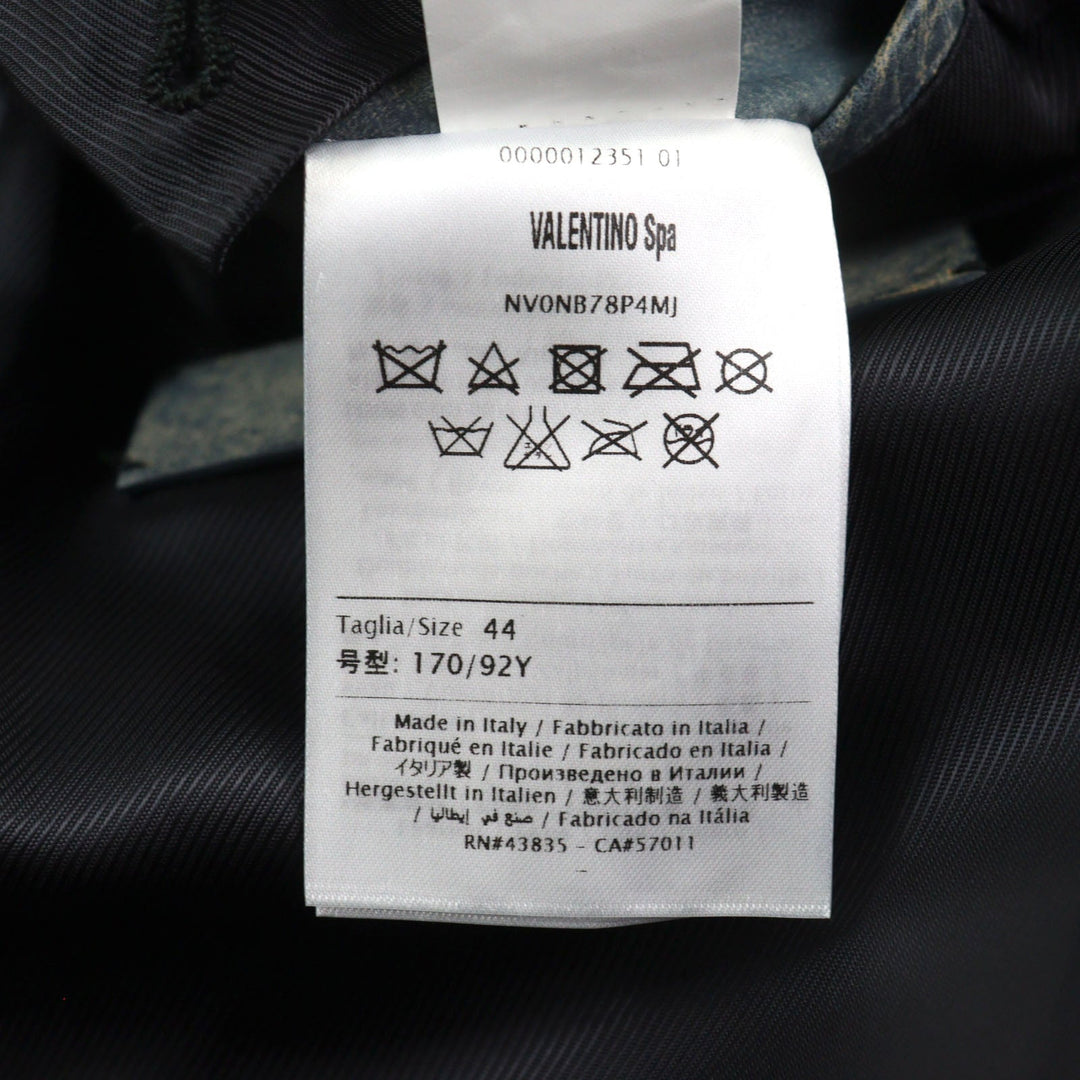 0000012351 01
VALENTINO Spa
NV0NB78P4MJ
Taglia/Size 44
号型: 170/92Y
Made in Italy / Fabbricato in Italia /
Fabriqué en Italie / Fabricado en Italia /
イタリア製 / Произведено в Италии /
Hergestellt in Italien / 意大利制造 / 義大利製造
/ صنع في إيطاليا / Fabricado na Itália
RN#43835 - CA#57011